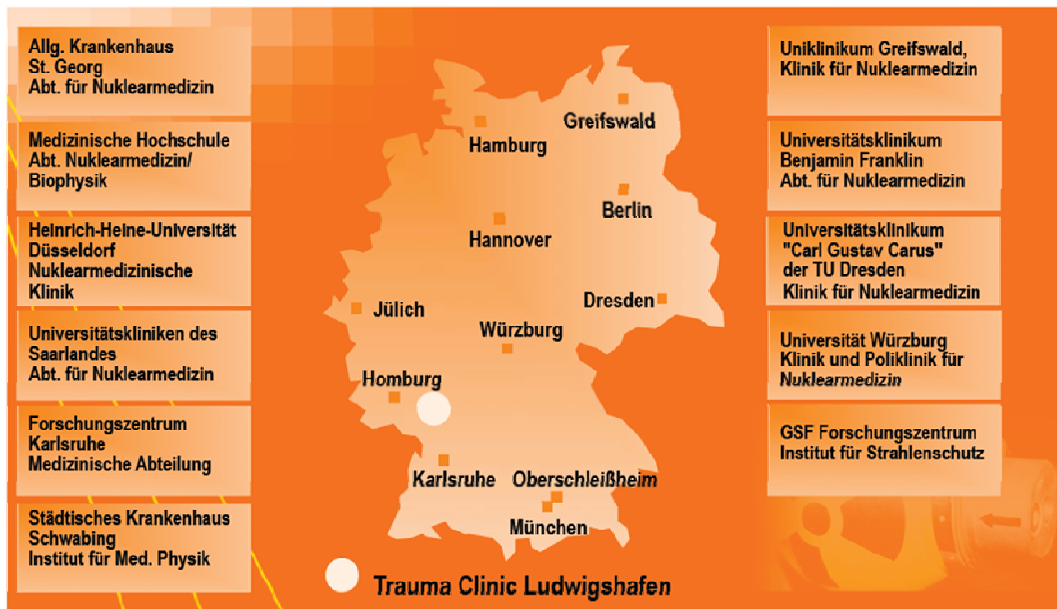 Allg. Krankenhaus
St. Georg
Abt. für Nuklearmedizin
Medizinische Hochschule
Abt. Nuklearmedizin/
Biophysik
Heinrich-Heine-Universität
Düsseldorf
Nuklearmedizinische
Klinik
Universitätskliniken des
Saarlandes
Abt. für Nuklearmedizin
Forschungszentrum
Karlsruhe
Medizinische Abteilung
Städtisches Krankenhaus
Schwabing
Institut für Med. Physik
Greifswald
Hamburg
Berlin
Hannover
Dresden
Jülich
Würzburg
Homburg
Karlsruhe
Oberschleißheim
München
Trauma Clinic Ludwigshafen
Uniklinikum Greifswald,
Klinik für Nuklearmedizin
Universitätsklinikum
Benjamin Franklin
Abt. für Nuklearmedizin
Universitätsklinikum
"Carl Gustav Carus"
der TU Dresden
Klinik für Nuklearmedizin
Universität Würzburg
Klinik und Poliklinik für
Nuklearmedizin
GSF Forschungszentrum
Institut für Strahlenschutz